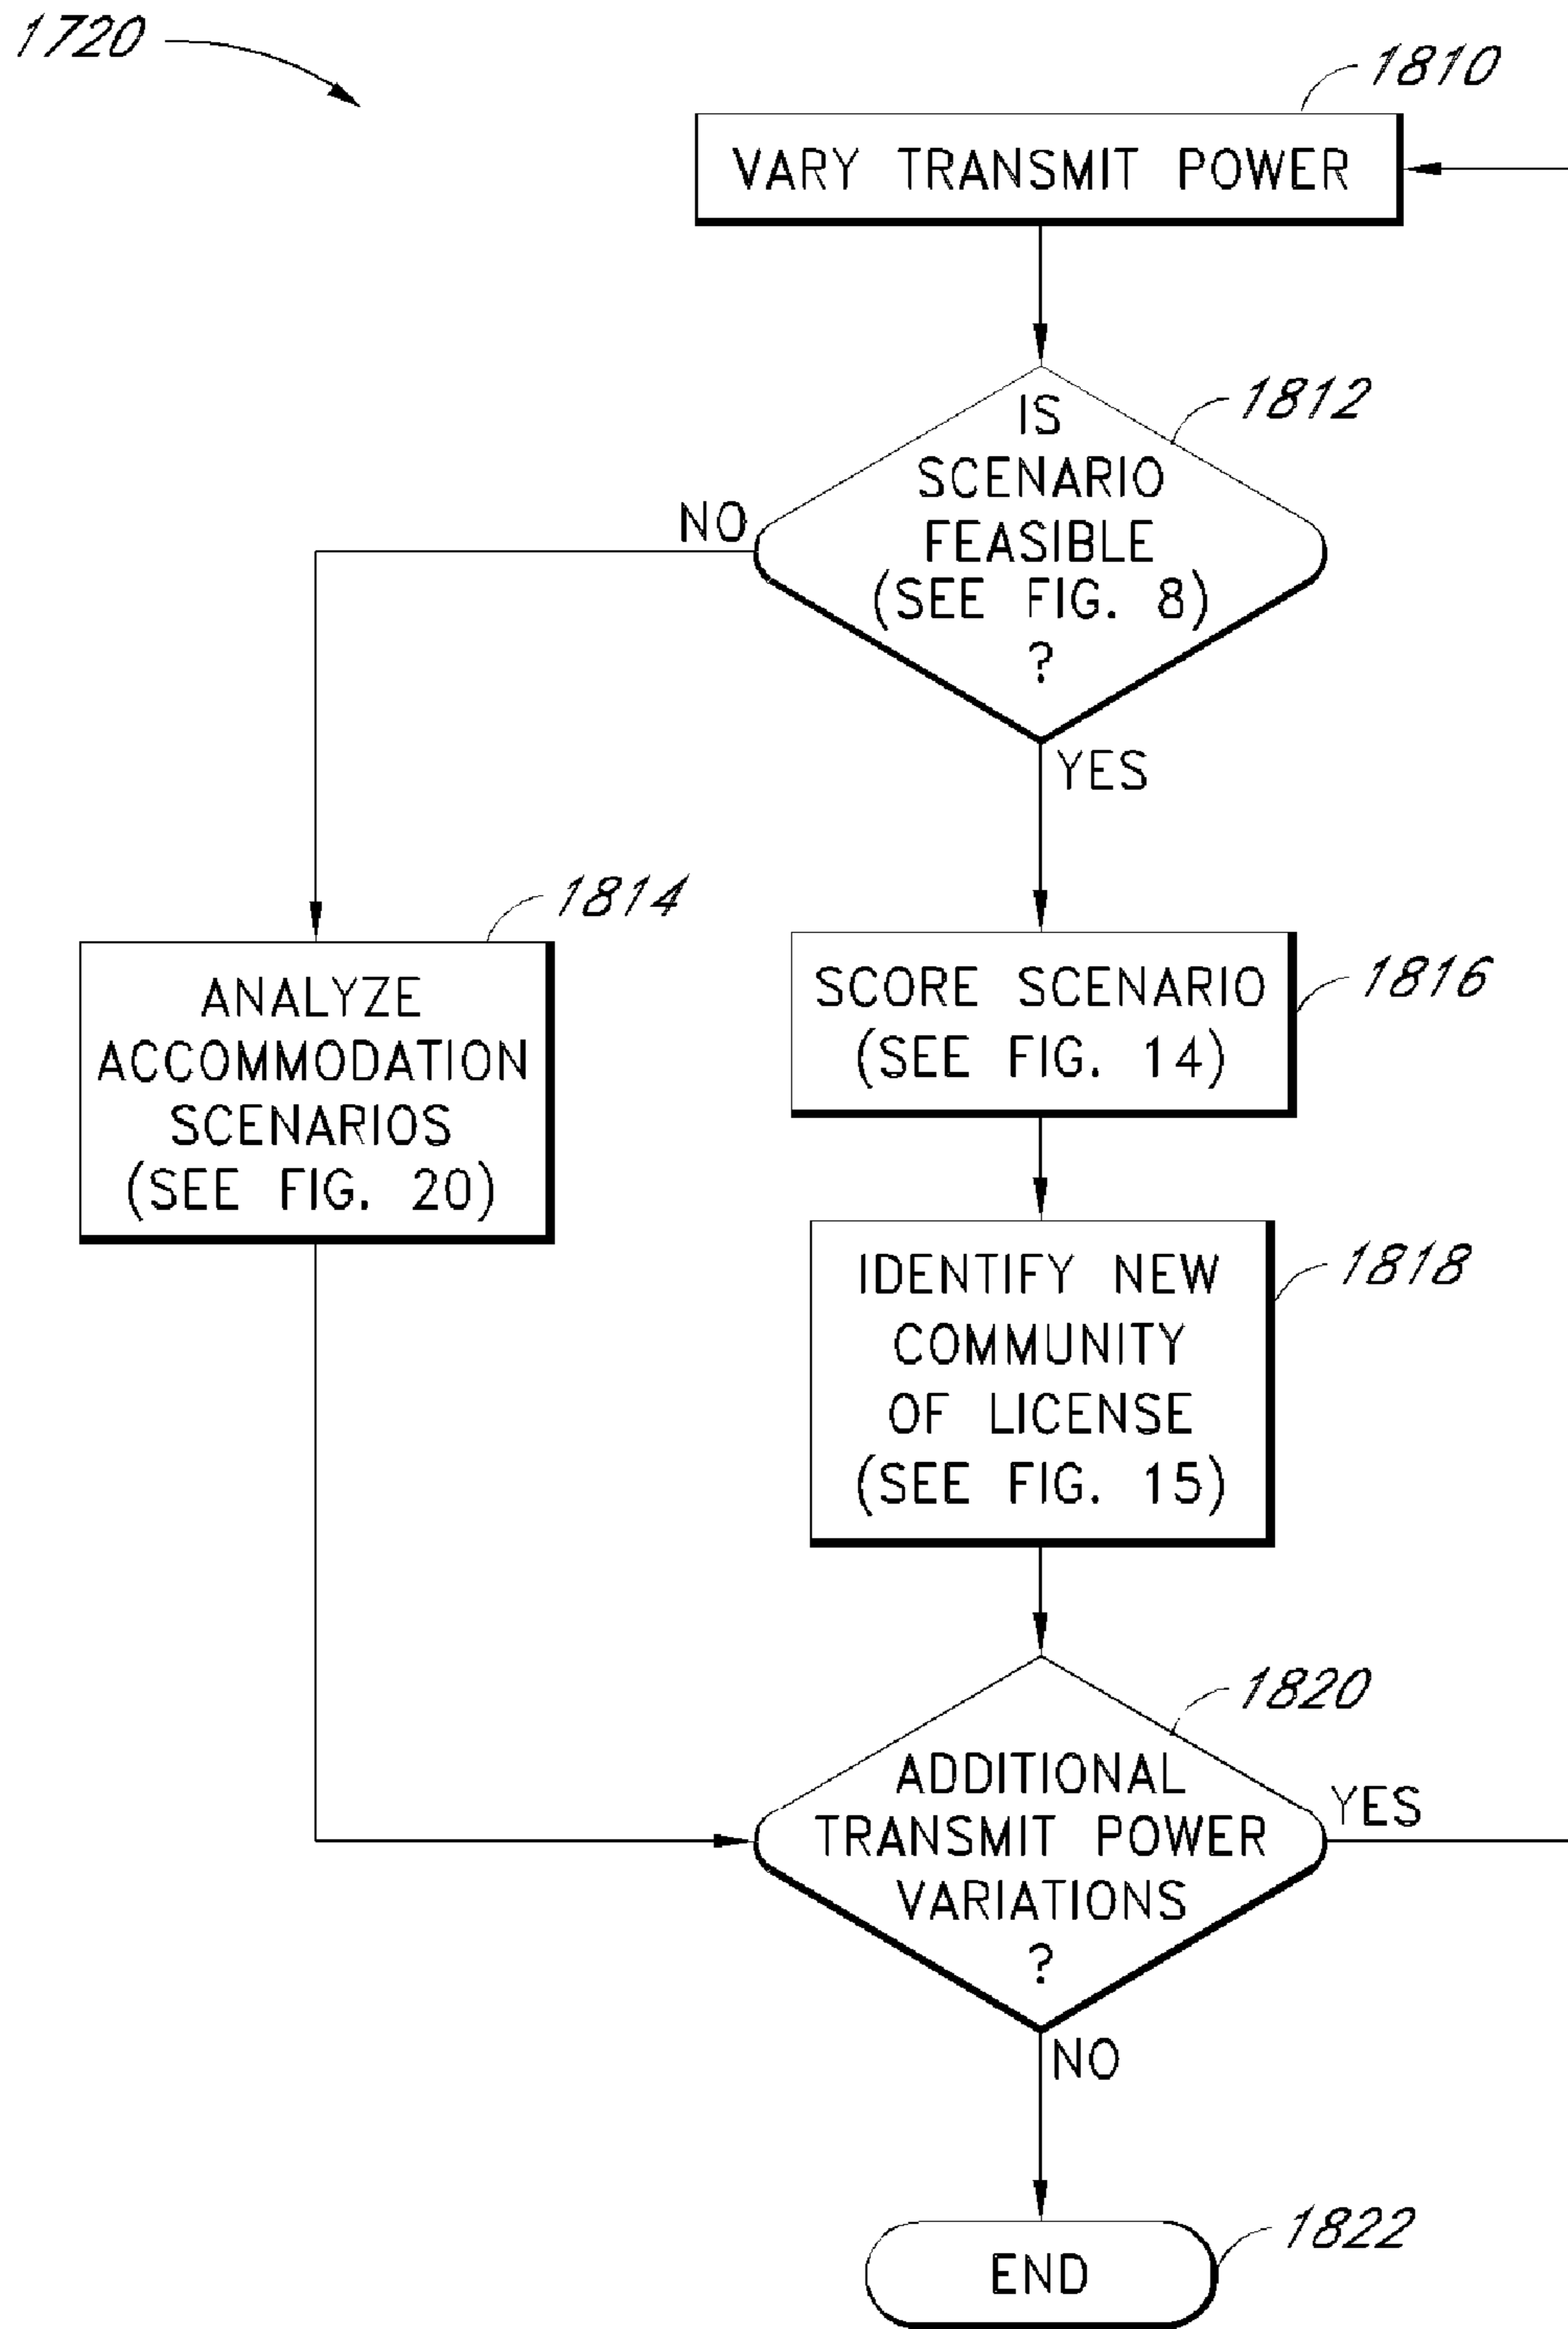 1720
1810
VARY TRANSMIT POWER
1812
IS
SCENARIO
FEASIBLE
(SEE FIG. 8)
?
NO
YES
1814
ANALYZE
ACCOMMODATION
SCENARIOS
(SEE FIG. 20)
1816
SCORE SCENARIO
(SEE FIG. 14)
1818
IDENTIFY NEW
COMMUNITY
OF LICENSE
(SEE FIG. 15)
1820
ADDITIONAL
TRANSMIT POWER
VARIATIONS
?
YES
NO
1822
END